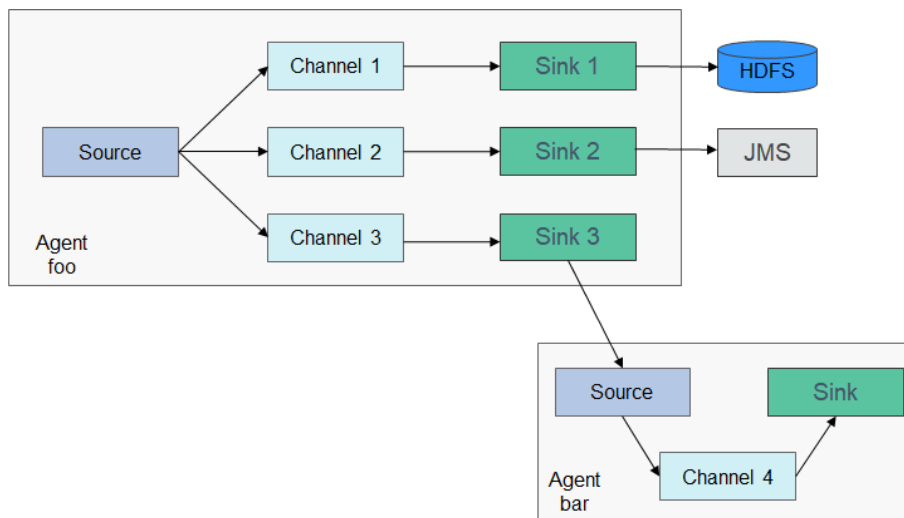 Channel 1
Sink 1
HDFS
Source
Channel 2
Sink 2
JMS
Channel 3
Sink 3
Agent
foo
Source
Sink
Channel 4
Agent
bar